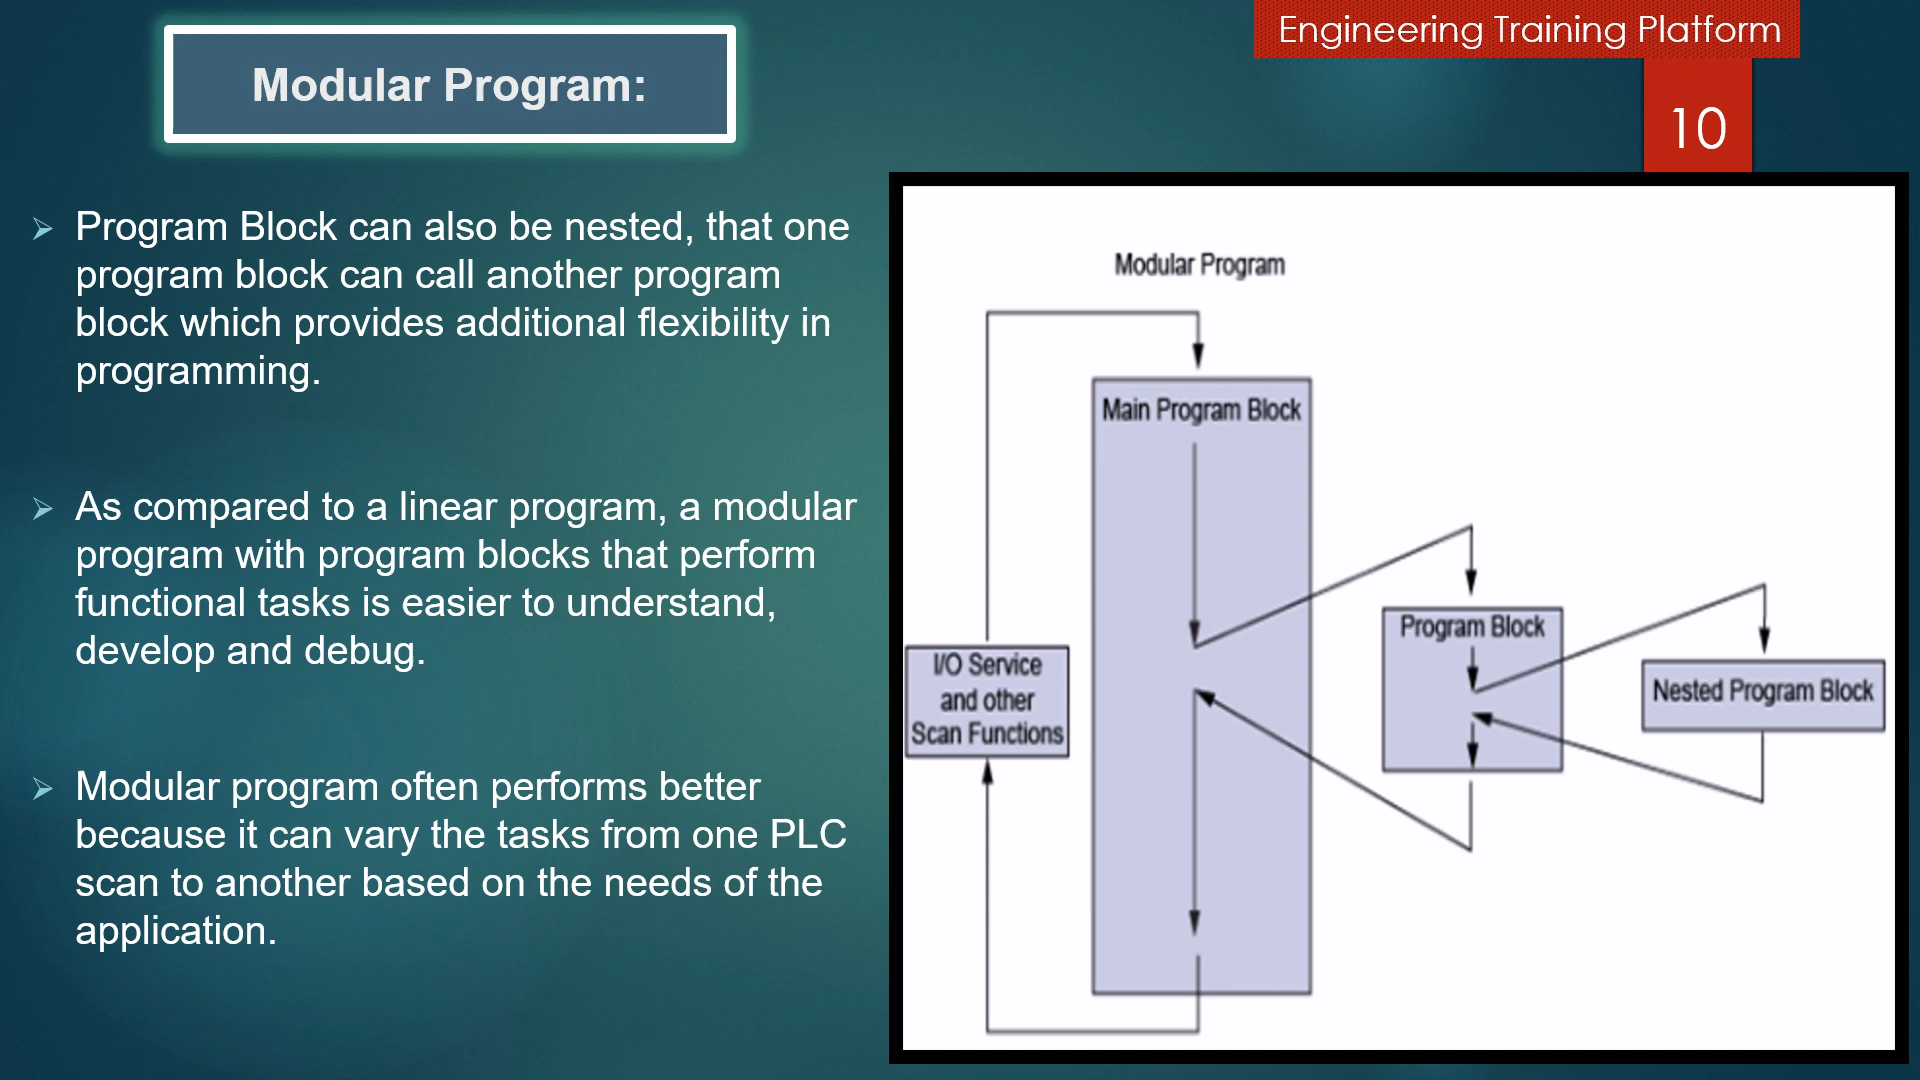 Engineering Training Platform
Modular Program:
10
Program Block can also be nested, that one
program block can call another program
block which provides additional flexibility in
programming.
As compared to a linear program, a modular
program with program blocks that perform
functional tasks is easier to understand,
develop and debug.
Modular program often performs better
because it can vary the tasks from one PLC
scan to another based on the needs of the
application.
Modular Program
Main Program Block
Program Block
Nested Program Block
I/O Service
and other
Scan Functions